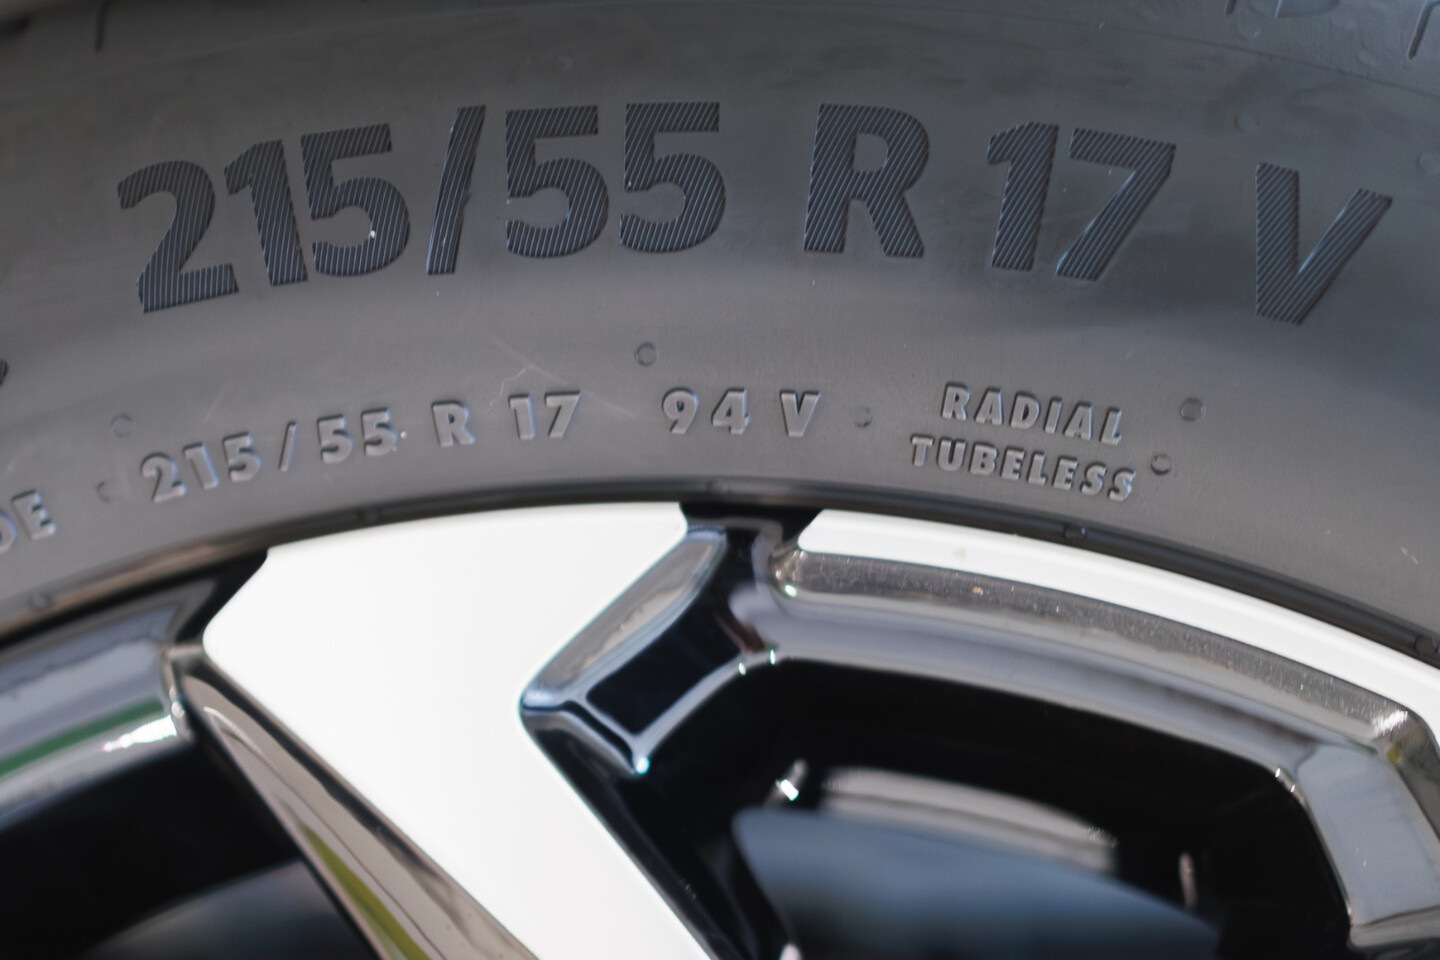 215/55 R 17 V
215/55 R 17 94 V
RADIAL
TUBELESS